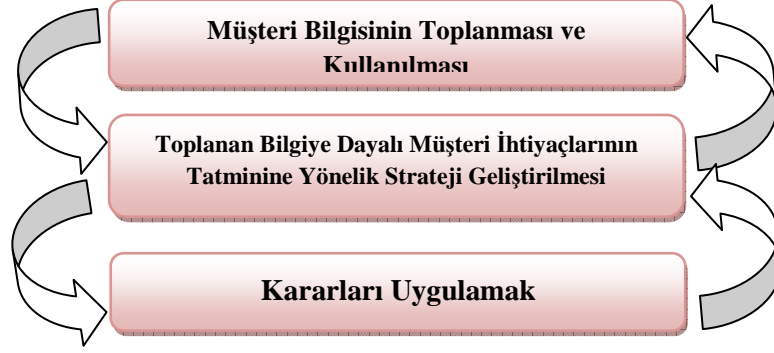 Müşteri Bilgisinin Toplanması ve
Kullanılması
Toplanan Bilgiye Dayalı Müşteri İhtiyaçlarının
Tatminine Yönelik Strateji Geliştirilmesi
Kararları Uygulamak